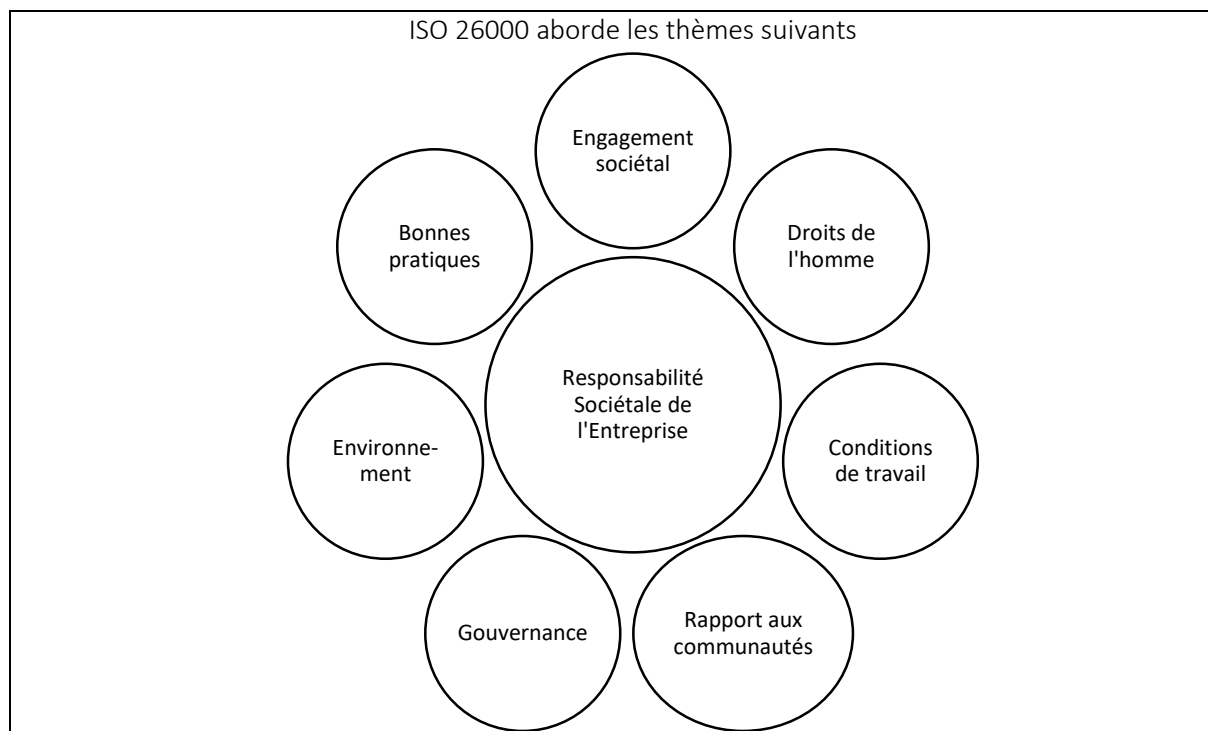 ISO 26000 aborde les thèmes suivants
Engagement
sociétal
Bonnes
pratiques
Droits de
l'homme
Responsabilité
Sociétale de
l'Entreprise
Environne-
ment
Conditions
de travail
Gouvernance
Rapport aux
communautés